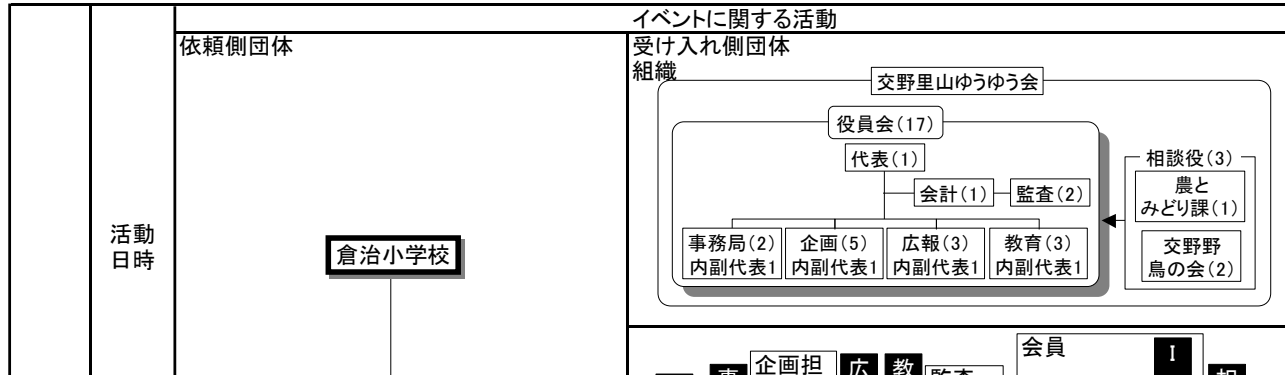 イベントに関する活動
依頼側団体
受け入れ側団体
組織
交野里山ゆうゆう会
役員会(17)
代表(1)
会計(1)
監査(2)
相談役(3)
農と
みどり課(1)
交野野
鳥の会(2)
事務局(2)
内副代表1
企画(5)
内副代表1
広報(3)
内副代表1
教育(3)
内副代表1
活動
日時
倉治小学校
会員
企画担
広
教
I